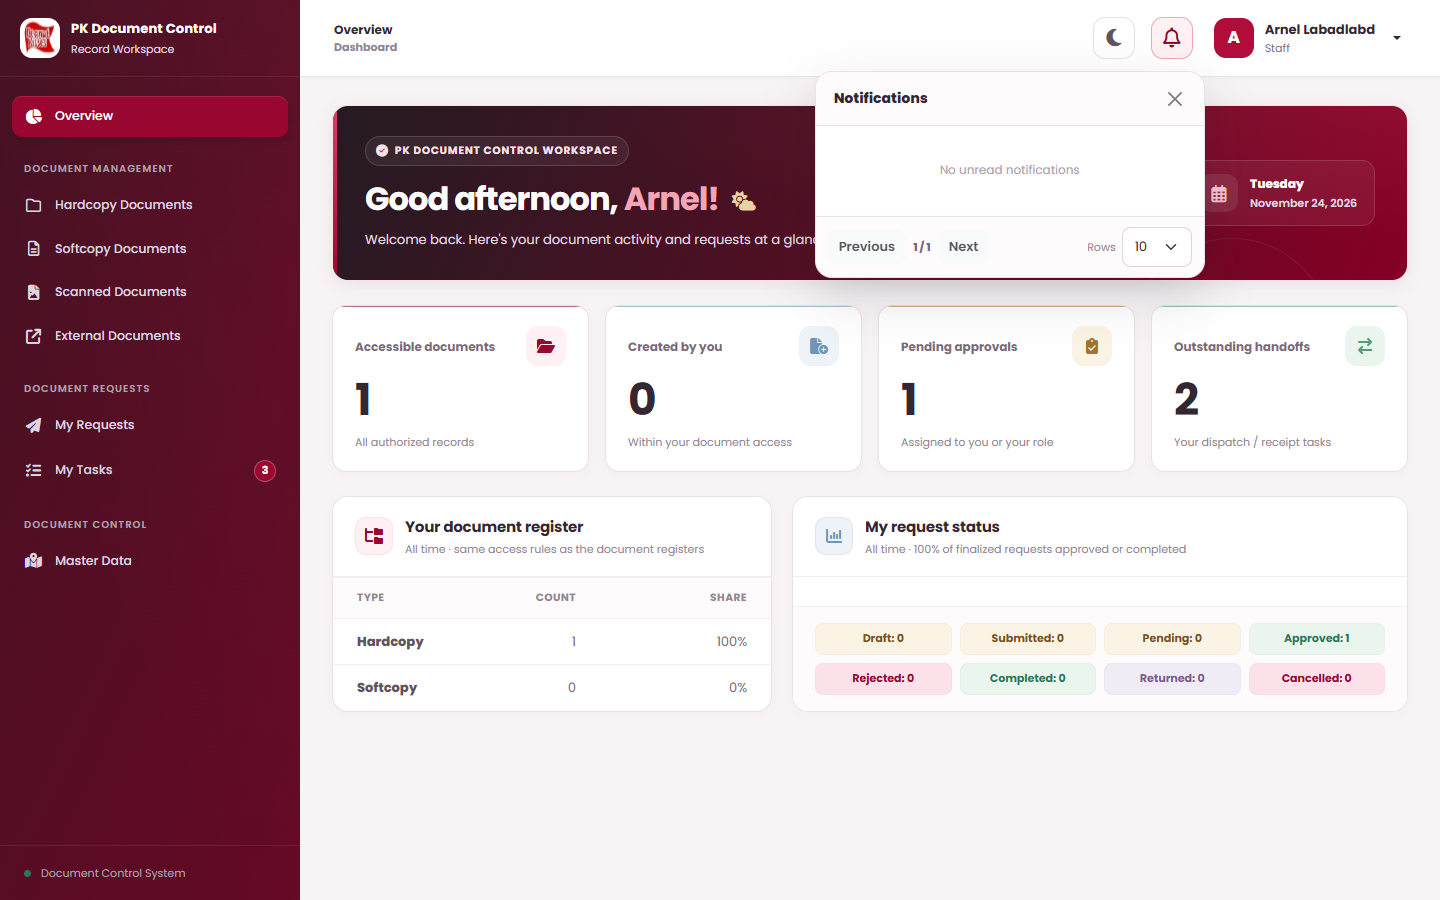 PK Document Control
Record Workspace
Overview
DOCUMENT MANAGEMENT
Hardcopy Documents
Softcopy Documents
Scanned Documents
External Documents
DOCUMENT REQUESTS
My Requests
My Tasks
3
DOCUMENT CONTROL
Master Data
Document Control System
Overview
Dashboard
A
Arnel Labadlabd
Staff
Notifications
No unread notifications
Previous
1/1
Next
Rows
10
PK DOCUMENT CONTROL WORKSPACE
Good afternoon, Arnel!
Welcome back. Here's your document activity and requests at a glan
Tuesday
November 24, 2026
Accessible documents
1
All authorized records
Created by you
0
Within your document access
Pending approvals
1
Assigned to you or your role
Outstanding handoffs
2
Your dispatch / receipt tasks
Your document register
All time · same access rules as the document registers
TYPE COUNT SHARE
Hardcopy 1 100%
Softcopy 0 0%
My request status
All time · 100% of finalized requests approved or completed
Draft: 0
Submitted: 0
Pending: 0
Approved: 1
Rejected: 0
Completed: 0
Returned: 0
Cancelled: 0